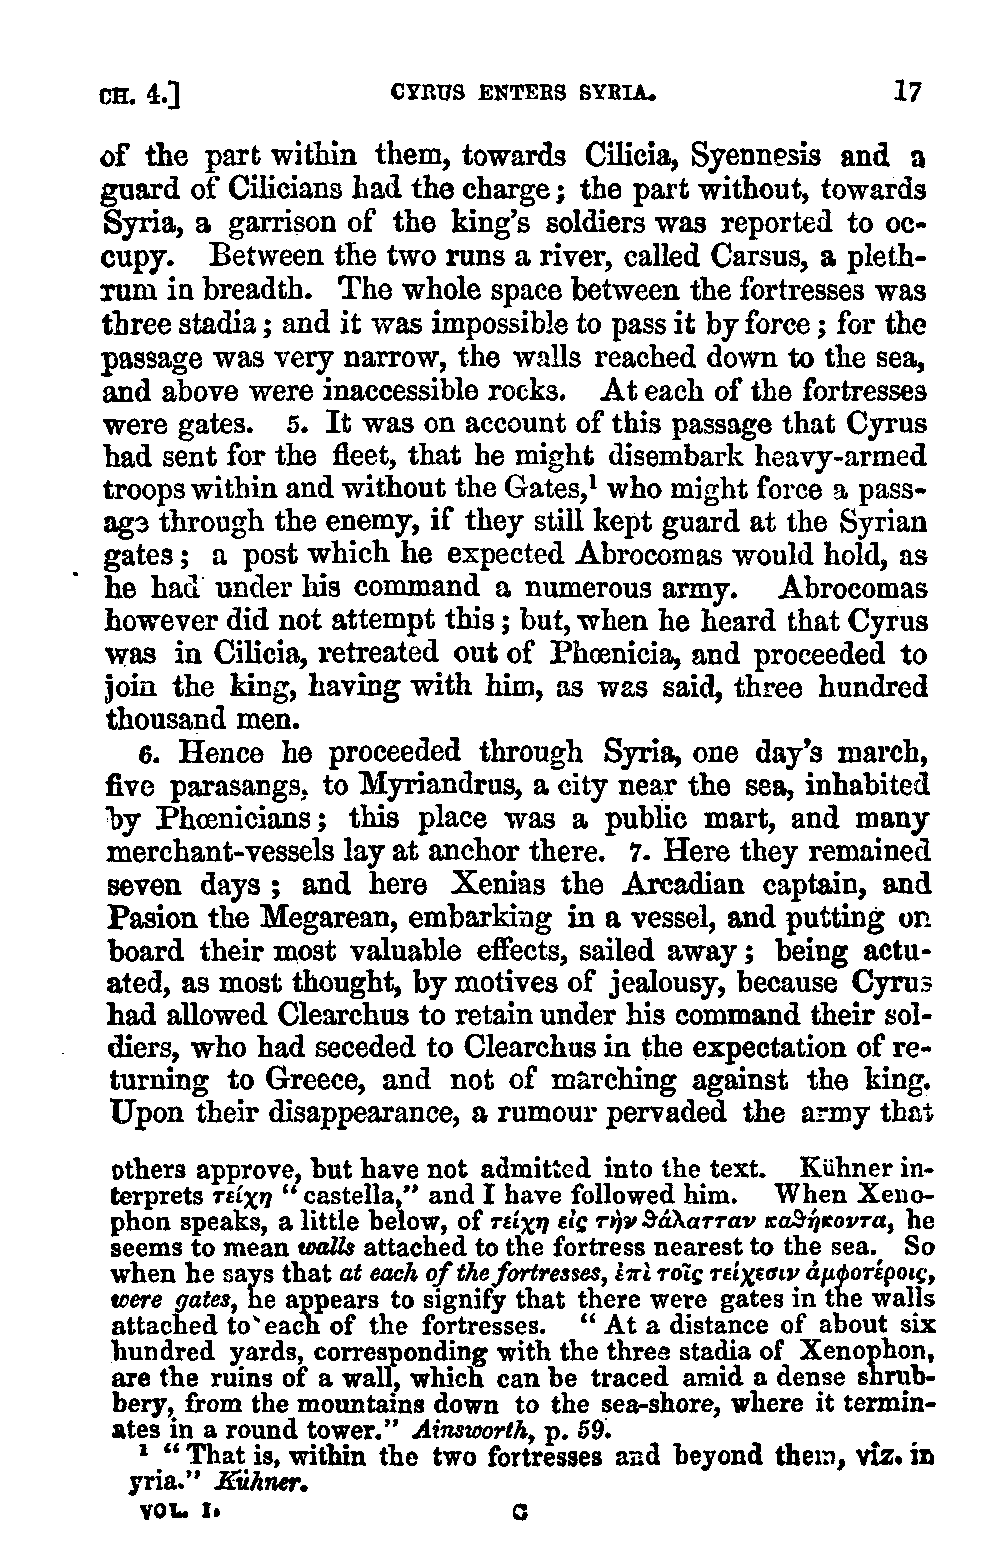 CH. 4.] CYRUS ENTERS SYRIA. 17
of the part within them, towards Cilicia, Syennesis and a
guard of Cilicians had the charge; the part without, towards
Syria, a garrison of the king's soldiers was reported to oc-
cupy. Between the two runs a river, called Carsus, a pleth-
rum in breadth. The whole space between the fortresses was
three stadia; and it was impossible to pass it by force; for the
passage was very narrow, the walls reached down to the sea,
and above were inaccessible rocks. At each of the fortresses
were gates. 5. It was on account of this passage that Cyrus
had sent for the fleet, that he might disembark heavy-armed
troops within and without the Gates,¹ who might force a pass-
age through the enemy, if they still kept guard at the Syrian
gates; a post which he expected Abrocomas would hold, as
he had under his command a numerous army. Abrocomas
however did not attempt this; but, when he heard that Cyrus
was in Cilicia, retreated out of Phœnicia, and proceeded to
join the king, having with him, as was said, three hundred
thousand men.
6. Hence he proceeded through Syria, one day's march,
five parasangs, to Myriandrus, a city near the sea, inhabited
by Phœnicians; this place was a public mart, and many
merchant-vessels lay at anchor there. 7. Here they remained
seven days; and here Xenias the Arcadian captain, and
Pasion the Megarean, embarking in a vessel, and putting on
board their most valuable effects, sailed away; being actu-
ated, as most thought, by motives of jealousy, because Cyrus
had allowed Clearchus to retain under his command their sol-
diers, who had seceded to Clearchus in the expectation of re-
turning to Greece, and not of marching against the king.
Upon their disappearance, a rumour pervaded the army that
others approve, but have not admitted into the text. Kühner in-
terprets τείχη "castella," and I have followed him. When Xeno-
phon speaks, a little below, of τείχη εἰς τὴν ϑάλατταν καϑήκοντα, he
seems to mean walls attached to the fortress nearest to the sea. So
when he says that at each of the fortresses, ἐπὶ τοῖς τείχεσιν ἀμφοτέροις,
were gates, he appears to signify that there were gates in the walls
attached to each of the fortresses. "At a distance of about six
hundred yards, corresponding with the three stadia of Xenophon,
are the ruins of a wall, which can be traced amid a dense shrub-
bery, from the mountains down to the sea-shore, where it termin-
ates in a round tower." Ainsworth, p. 59.
¹ "That is, within the two fortresses and beyond them, viz. in
yria." Kühner.
VOL. I. C